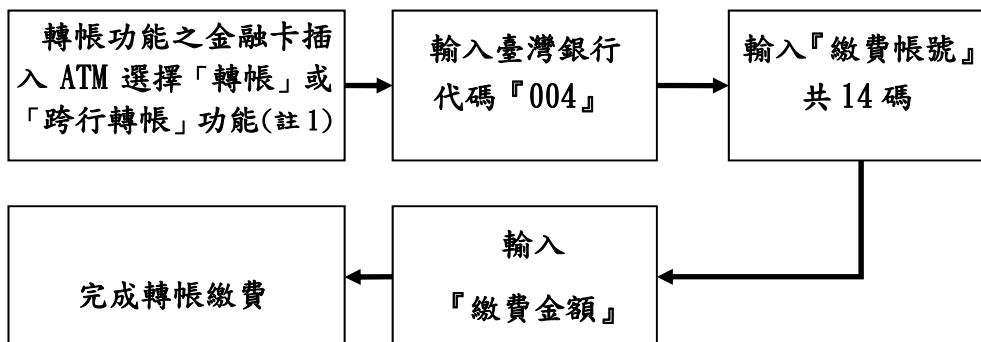 轉帳功能之金融卡插
入 ATM 選擇「轉帳」或
「跨行轉帳」功能(註 1)
輸入臺灣銀行
代碼『004』
輸入『繳費帳號』
共 14 碼
輸入
『繳費金額』
完成轉帳繳費